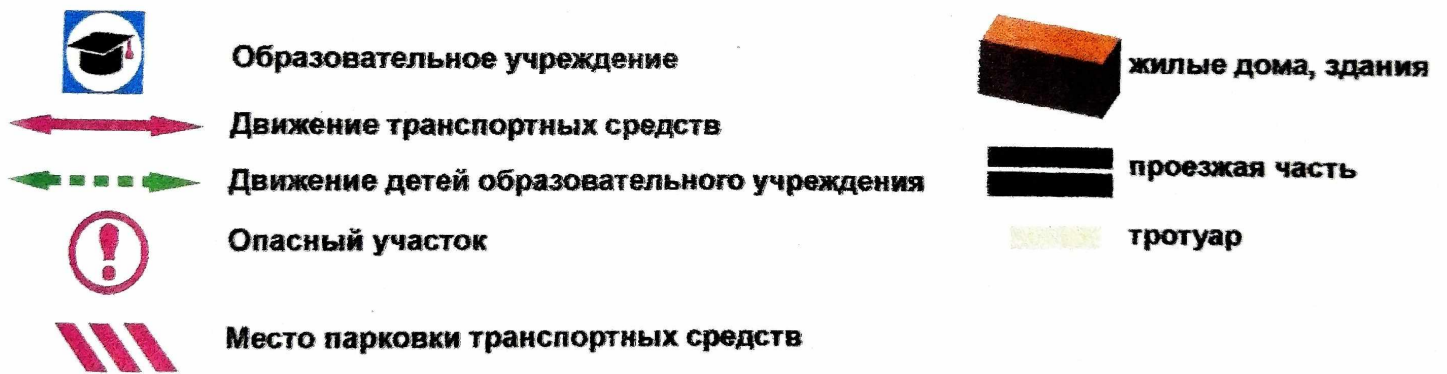 Образовательное учреждение
Движение транспортных средств
Движение детей образовательного учреждения
Опасный участок
Место парковки транспортных средств
жилые дома, здания
проезжая часть
тротуар